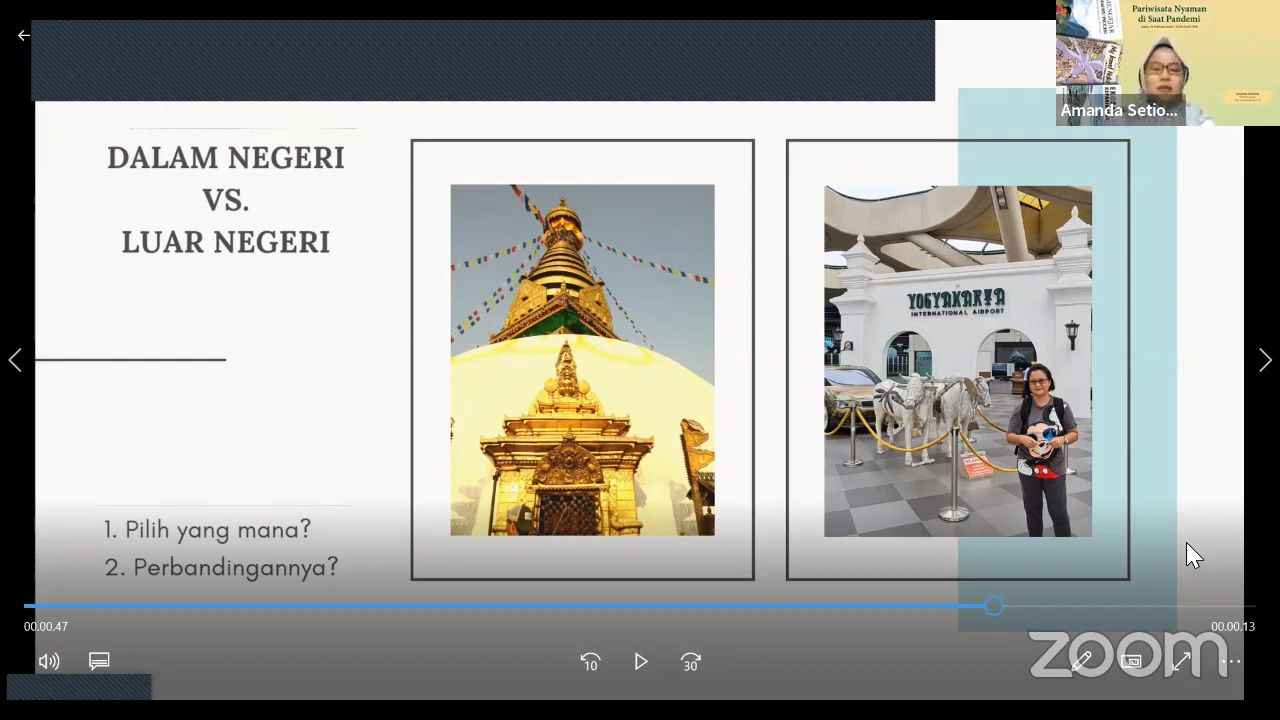 Pariwisata Nyaman
di Saat Pandemi
Amanda Setio...
DALAM NEGERI
VS.
LUAR NEGERI
YOGYAKARTA
INTERNATIONAL AIRPORT
1. Pilih yang mana?
2. Perbandingannya?
00.00.47
00.00.13
10
30
zoom